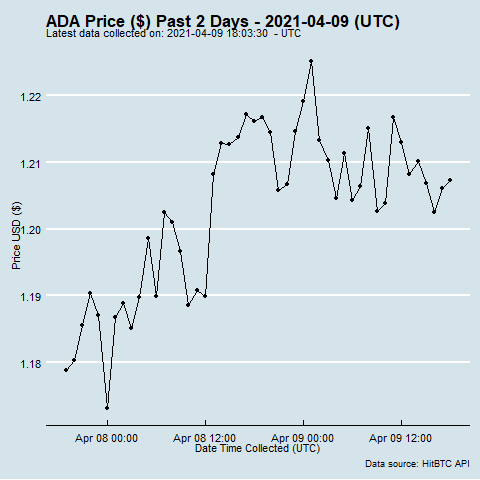 ADA Price ($) Past 2 Days - 2021-04-09 (UTC)
Latest data collected on: 2021-04-09 18:03:30  - UTC
1.22
1.21
1.20
1.19
1.18
Price USD ($)
Apr 08 00:00 Apr 08 12:00 Apr 09 00:00 Apr 09 12:00
Date Time Collected (UTC)
Data source: HitBTC API